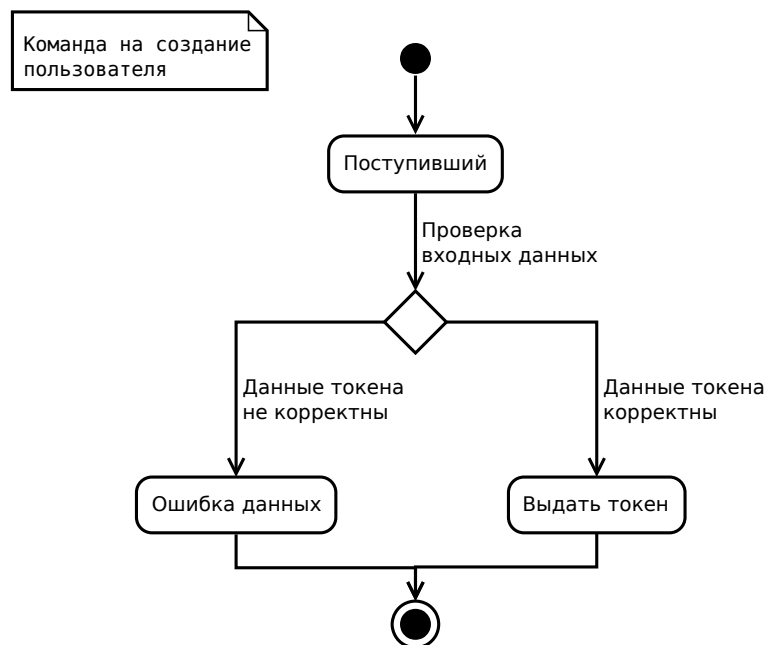 Команда на создание
пользователя
Поступивший
Проверка
входных данных
Данные токена
не корректны
Данные токена
корректны
Ошибка данных
Выдать токен